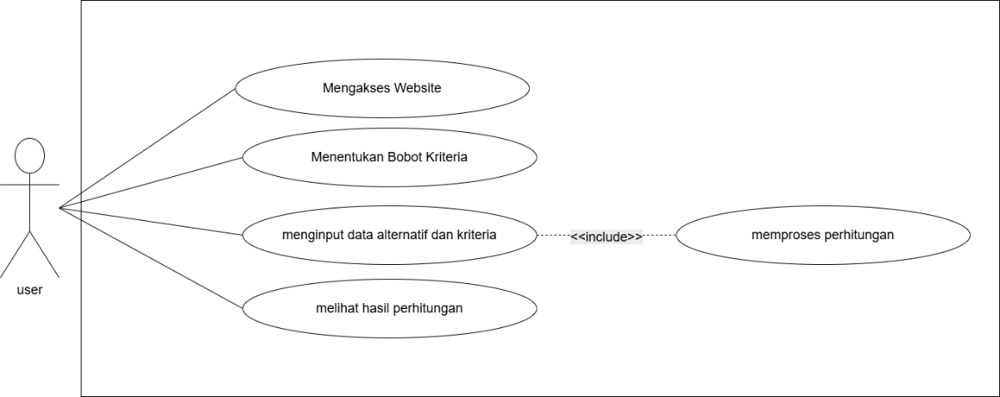 Mengakses Website
Menentukan Bobot Kriteria
menginput data alternatif dan kriteria
<<include>>
memproses perhitungan
melihat hasil perhitungan
user